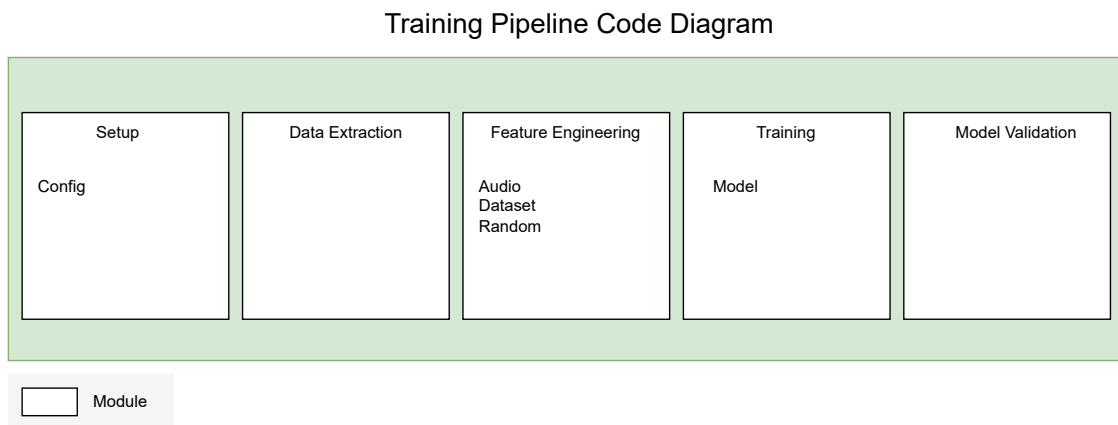 Training Pipeline Code Diagram
Setup
Config
Data Extraction
Feature Engineering
Audio
Dataset
Random
Training
Model
Model Validation
Module